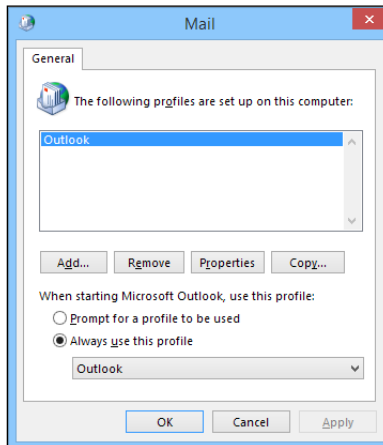 Mail
General
The following profiles are set up on this computer:
Outlook
Add... Remove Properties Copy...
When starting Microsoft Outlook, use this profile:
Prompt for a profile to be used
Always use this profile
Outlook
OK Cancel Apply